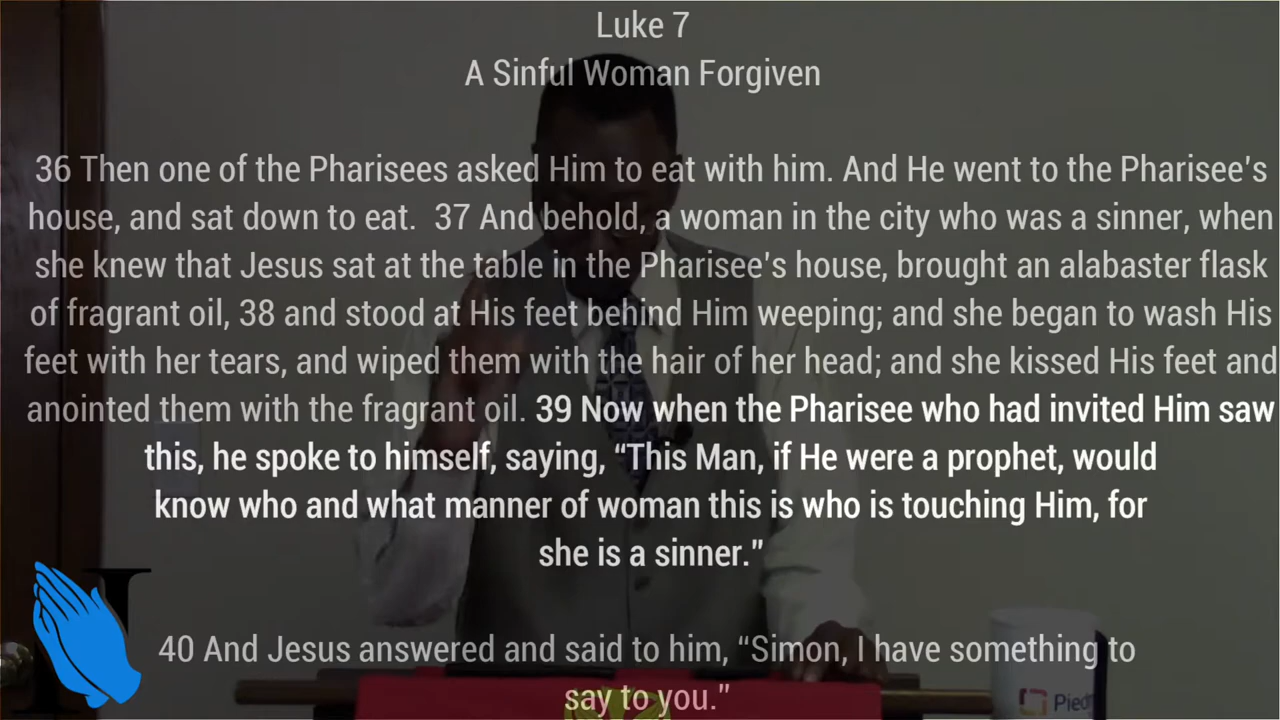 Luke 7
A Sinful Woman Forgiven
36 Then one of the Pharisees asked Him to eat with him. And He went to the Pharisee's
house, and sat down to eat. 37 And behold, a woman in the city who was a sinner, when
she knew that Jesus sat at the table in the Pharisee's house, brought an alabaster flask
of fragrant oil, 38 and stood at His feet behind Him weeping; and she began to wash His
feet with her tears, and wiped them with the hair of her head; and she kissed His feet and
anointed them with the fragrant oil. 39 Now when the Pharisee who had invited Him saw
this, he spoke to himself, saying, “This Man, if He were a prophet, would
know who and what manner of woman this is who is touching Him, for
she is a sinner.”
40 And Jesus answered and said to him, “Simon, I have something to
say to you.”